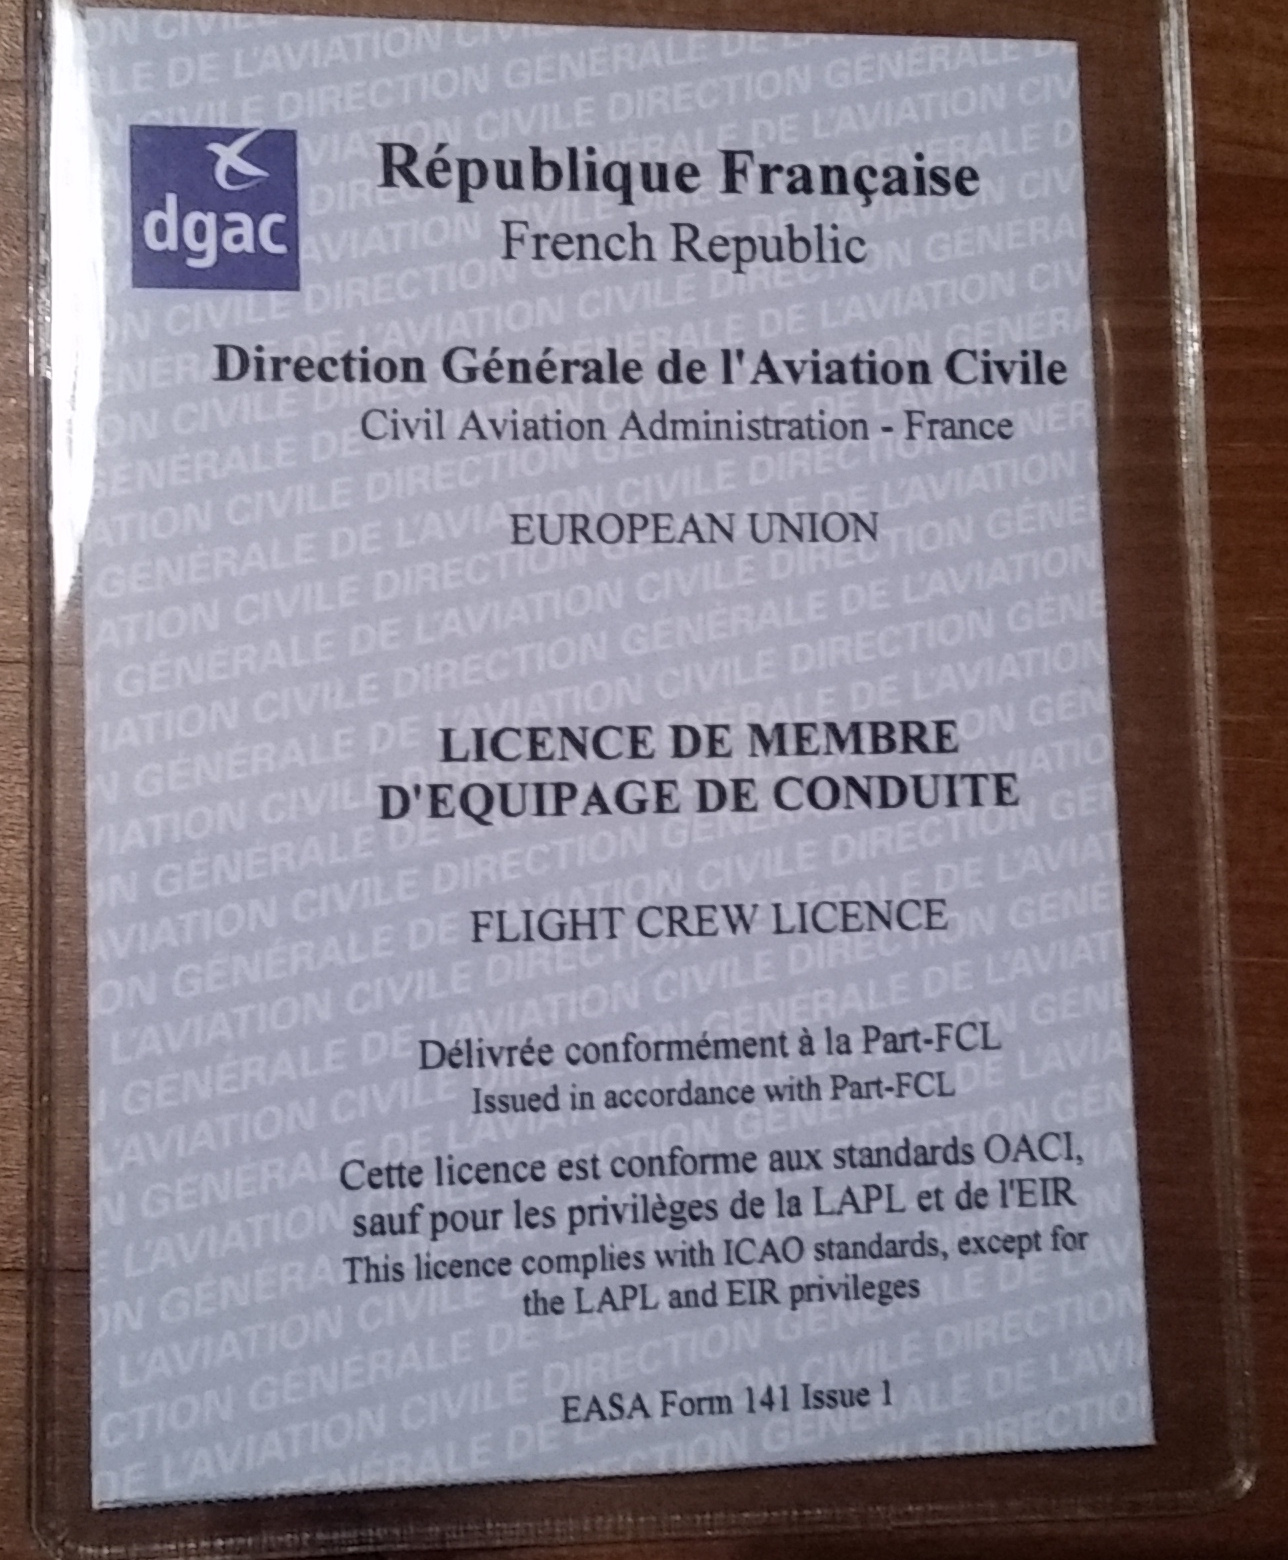 dgac
République Française
French Republic
Direction Générale de l'Aviation Civile
Civil Aviation Administration - France
EUROPEAN UNION
LICENCE DE MEMBRE
D'EQUIPAGE DE CONDUITE
FLIGHT CREW LICENCE
Délivrée conformément à la Part-FCL
Issued in accordance with Part-FCL
Cette licence est conforme aux standards OACI,
sauf pour les privilèges de la LAPL et de l'EIR
This licence complies with ICAO standards, except for
the LAPL and EIR privileges
EASA Form 141 Issue 1